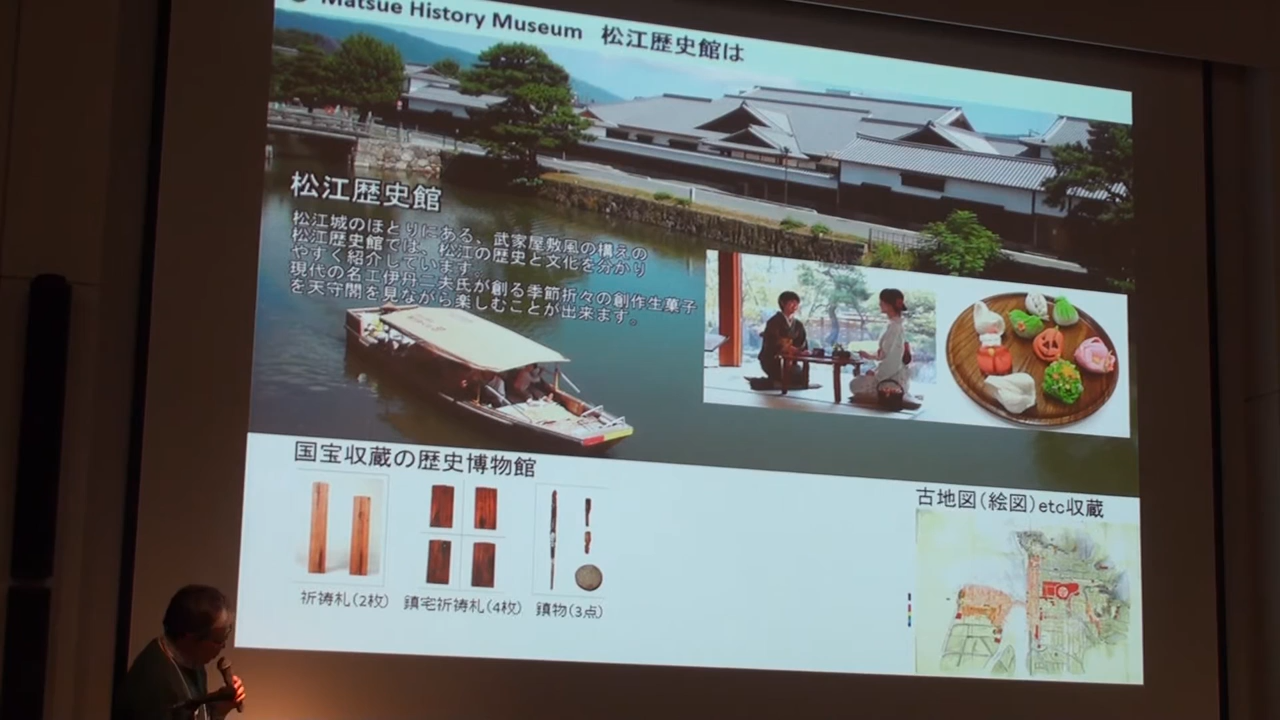 Matsue History Museum 松江歴史館は
松江歴史館
松江城のほとりにある、武家屋敷風の構えの
松江歴史館では、松江の歴史と文化を分かり
やすく紹介しています。
現代の名工伊丹二夫氏が創る季節折々の創作生菓子
を天守閣を見ながら楽しむことが出来ます。
国宝収蔵の歴史博物館
祈祷札(2枚)
鎮宅祈祷札(4枚)
鎮物(3点)
古地図(絵図)etc収蔵